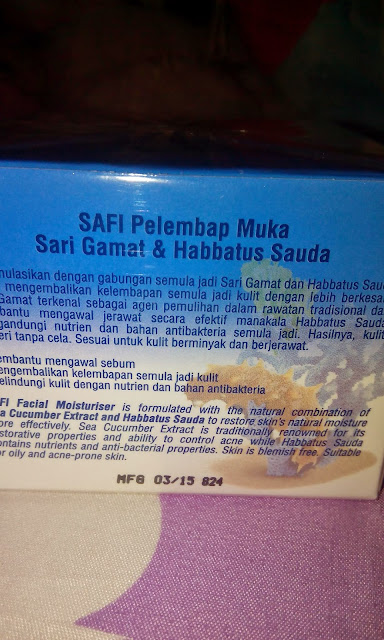 SAFI Pelembap Muka
Sari Gamat & Habbatus Sauda
mulasikan dengan gabungan semula jadi Sari Gamat dan Habbatus Sau
mengembalikan kelembapan semula jadi kulit dengan lebih berkesa
Gamat terkenal sebagai agen pemulihan dalam rawatan tradisional da
bantu mengawal jerawat secara efektif manakala Habbatus Sauda
gandungi nutrien dan bahan antibakteria semula jadi. Hasilnya, kulit
eri tanpa cela. Sesuai untuk kulit berminyak dan berjerawat.
embantu mengawal sebum
engembalikan kelembapan semula jadi kulit
elindungi kulit dengan nutrien dan bahan antibakteria
FI Facial Moisturiser is formulated with the natural combination of
a Cucumber Extract and Habbatus Sauda to restore skin's natural moisture
ore effectively. Sea Cucumber Extract is traditionally renowned for its
storative properties and ability to control acne while Habbatus Sauda
ntains nutrients and anti-bacterial properties. Skin is blemish free. Suitable
r oily and acne-prone skin.
MFG 03/15 824